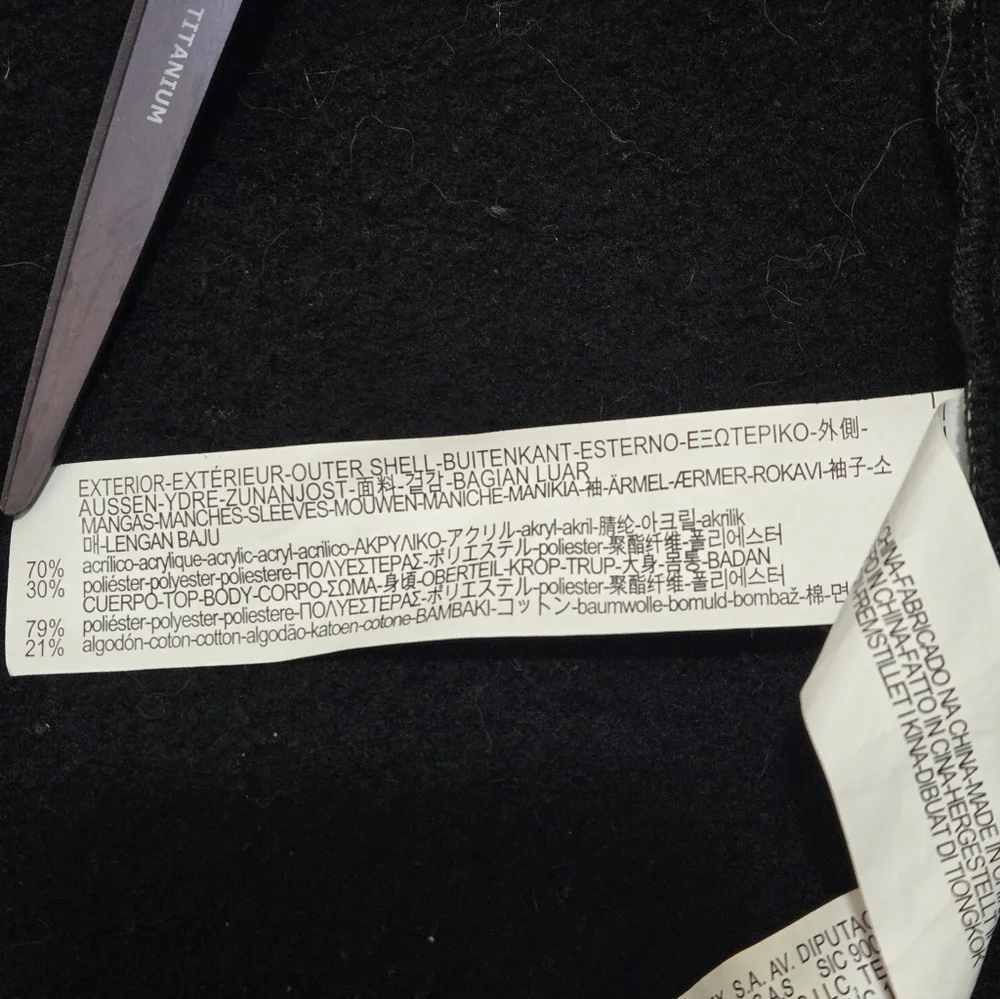 TITANIUM
EXTERIOR-EXTÉRIEUR-OUTER SHELL-BUITENKANT-ESTERNO-ΕΞΩΤΕΡΙΚΟ-外側-
AUSSEN-YDRE-ZUNANJOST-面料-겉감-BAGIAN LUAR
MANGAS-MANCHES-SLEEVES-MOUWEN-MANICHE-MANIKIA-袖-ÄRMEL-ÆRMER-ROKAVI-袖子-소
매-LENGAN BAJU
70% acrílico-acrylique-acrylic-acryl-acrilico-ΑΚΡΥΛΙΚΟ-アクリル-akryl-akril-腈纶-아크릴-akrilik
30% poliéster-polyester-poliestere-ΠΟΛΥΕΣΤΕΡΑΣ-ポリエステル-poliester-聚酯纤维-폴리에스터
CUERPO-TOP-BODY-CORPO-ΣΩΜΑ-身頃-OBERTEIL-KROP-TRUP-大身-몸통-BADAN
79% poliéster-polyester-poliestere-ΠΟΛΥΕΣΤΕΡΑΣ-ポリエステル-poliester-聚酯纤维-폴리에스터
21% algodón-coton-cotton-algodão-katoen-cotone-BAMBAKI-コットン-baumwolle-bomuld-bombaž-棉-면
CHINA-FABRICADO NA CHINA-MADE IN
IN CHINA-FATTO IN CINA-HERGESTELLT
FREMSTILLET I KINA-DIBUAT DI TIONGKOK
S.A. AV. DIPUTAC
SIC 900
LLC, TE